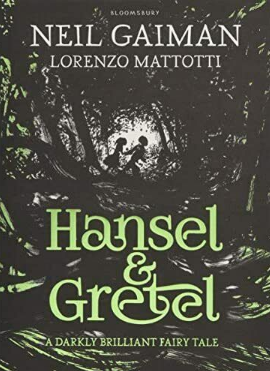 BLOOMSBURY
NEIL GAIMAN
LORENZO MATTOTTI
Hansel
&
Gretel
A DARKLY BRILLIANT FAIRY TALE